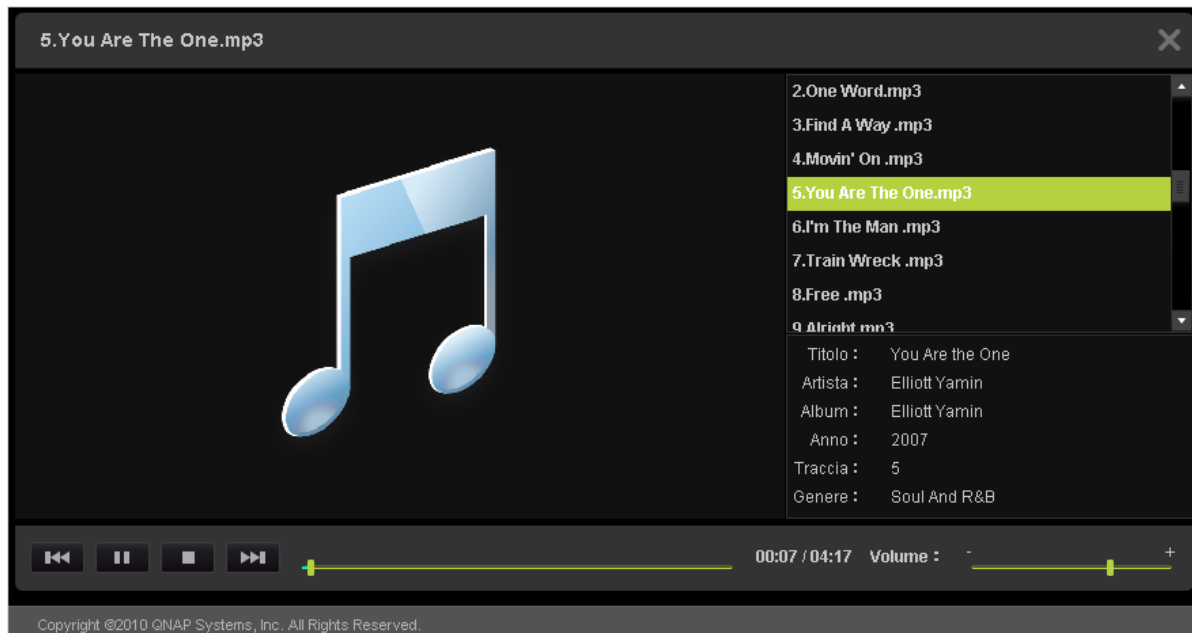 5.You Are The One.mp3
2.One Word.mp3
3.Find A Way .mp3
4.Movin' On .mp3
5.You Are The One.mp3
6.I'm The Man .mp3
7.Train Wreck .mp3
8.Free .mp3
9.Alright.mp3
Titolo : You Are the One
Artista : Elliott Yamin
Album : Elliott Yamin
Anno : 2007
Traccia : 5
Genere : Soul And R&B
00:07 / 04:17 Volume : - +
Copyright ©2010 QNAP Systems, Inc. All Rights Reserved.